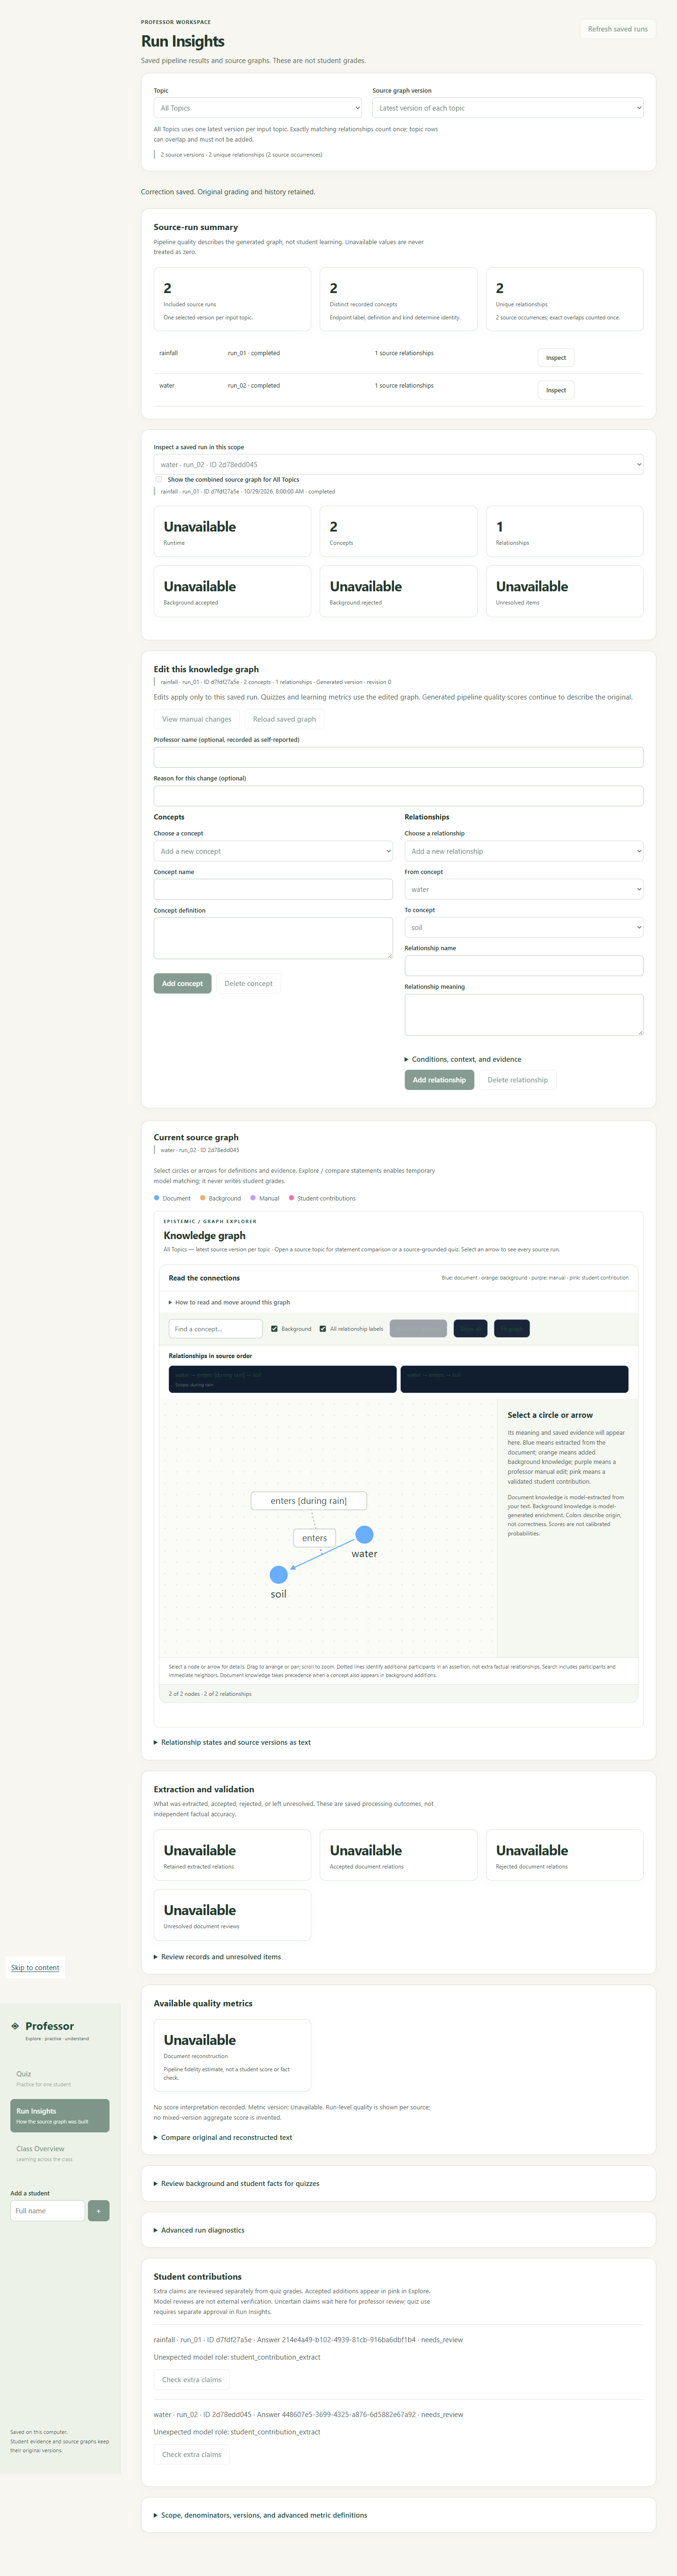 PROFESSOR WORKSPACE
Run Insights
Refresh saved runs
Saved pipeline results and source graphs. These are not student grades.
Topic
All Topics
Source graph version
Latest version of each topic
All Topics uses one latest version per input topic. Exactly matching relationships count once; topic rows
can overlap and must not be added.
2 source versions · 2 unique relationships (2 source occurrences)
Correction saved. Original grading and history retained.
Source-run summary
Pipeline quality describes the generated graph, not student learning. Unavailable values are never
treated as zero.
2
Included source runs
One selected version per input topic.
2
Distinct recorded concepts
Endpoint label, definition and kind determine identity.
2
Unique relationships
2 source occurrences; exact overlaps counted once.
rainfall
run_01 · completed
1 source relationships
Inspect
water
run_02 · completed
1 source relationships
Inspect
Inspect a saved run in this scope
water · run_02 · ID 2d78edd045
Show the combined source graph for All Topics
rainfall · run_01 · ID d7fdf27a5e · 10/29/2026, 8:00:00 AM · completed
Unavailable
Runtime
2
Concepts
1
Relationships
Unavailable
Background accepted
Unavailable
Background rejected
Unavailable
Unresolved items
Edit this knowledge graph
rainfall · run_01 · ID d7fdf27a5e · 2 concepts · 1 relationships · Generated version · revision 0
Edits apply only to this saved run. Quizzes and learning metrics use the edited graph. Generated pipeline quality scores continue to describe the original.
View manual changes
Reload saved graph
Professor name (optional, recorded as self-reported)
Reason for this change (optional)
Concepts
Choose a concept
Add a new concept
Concept name
Concept definition
Add concept
Delete concept
Relationships
Choose a relationship
Add a new relationship
From concept
water
To concept
soil
Relationship name
Relationship meaning
Conditions, context, and evidence
Add relationship
Delete relationship
Current source graph
water · run_02 · ID 2d78edd045
Select circles or arrows for definitions and evidence. Explore / compare statements enables temporary
model matching; it never writes student grades.
Document
Background
Manual
Student contributions
EPISTEMIC / GRAPH EXPLORER
Knowledge graph
All Topics — latest source version per topic · Open a source topic for statement comparison or a source-grounded quiz. Select an arrow to see every source run.
Read the connections
Blue: document · orange: background · purple: manual · pink: student contribution
How to read and move around this graph
Find a concept...
Background
All relationship labels
Relationships in source order
water → enters [during rain] → soil
Scope: during rain
water → enters → soil
enters [during rain]
enters
water
soil
Select a circle or arrow
Its meaning and saved evidence will appear
here. Blue means extracted from the
document; orange means added
background knowledge; purple means a
professor manual edit; pink means a
validated student contribution.
Document knowledge is model-extracted from
your text. Background knowledge is model-
generated enrichment. Colors describe origin,
not correctness. Scores are not calibrated
probabilities.
Select a node or arrow for details. Drag to arrange or pan; scroll to zoom. Dotted lines identify additional participants in an assertion, not extra factual relationships. Search includes participants and
immediate neighbors. Document knowledge takes precedence when a concept also appears in background additions.
2 of 2 nodes · 2 of 2 relationships
Relationship states and source versions as text
Extraction and validation
What was extracted, accepted, rejected, or left unresolved. These are saved processing outcomes, not
independent factual accuracy.
Unavailable
Retained extracted relations
Unavailable
Accepted document relations
Unavailable
Rejected document relations
Unavailable
Unresolved document reviews
Review records and unresolved items
Skip to content
Professor
Explore · practise · understand
Quiz
Practice for one student
Run Insights
How the source graph was built
Class Overview
Learning across the class
Add a student
Full name
+
Saved on this computer.
Student evidence and source graphs keep
their original versions.
Available quality metrics
Unavailable
Document reconstruction
Pipeline fidelity estimate, not a student score or fact
check.
No score interpretation recorded. Metric version: Unavailable. Run-level quality is shown per source;
no mixed-version aggregate score is invented.
Compare original and reconstructed text
Review background and student facts for quizzes
Advanced run diagnostics
Student contributions
Extra claims are reviewed separately from quiz grades. Accepted additions appear in pink in Explore.
Model reviews are not external verification. Uncertain claims wait here for professor review; quiz use
requires separate approval in Run Insights.
rainfall · run_01 · ID d7fdf27a5e · Answer 214e4a49-b102-4939-81cb-916ba6dbf1b4 · needs_review
Unexpected model role: student_contribution_extract
Check extra claims
water · run_02 · ID 2d78edd045 · Answer 448607e5-3699-4325-a876-6d5882e67a92 · needs_review
Unexpected model role: student_contribution_extract
Check extra claims
Scope, denominators, versions, and advanced metric definitions